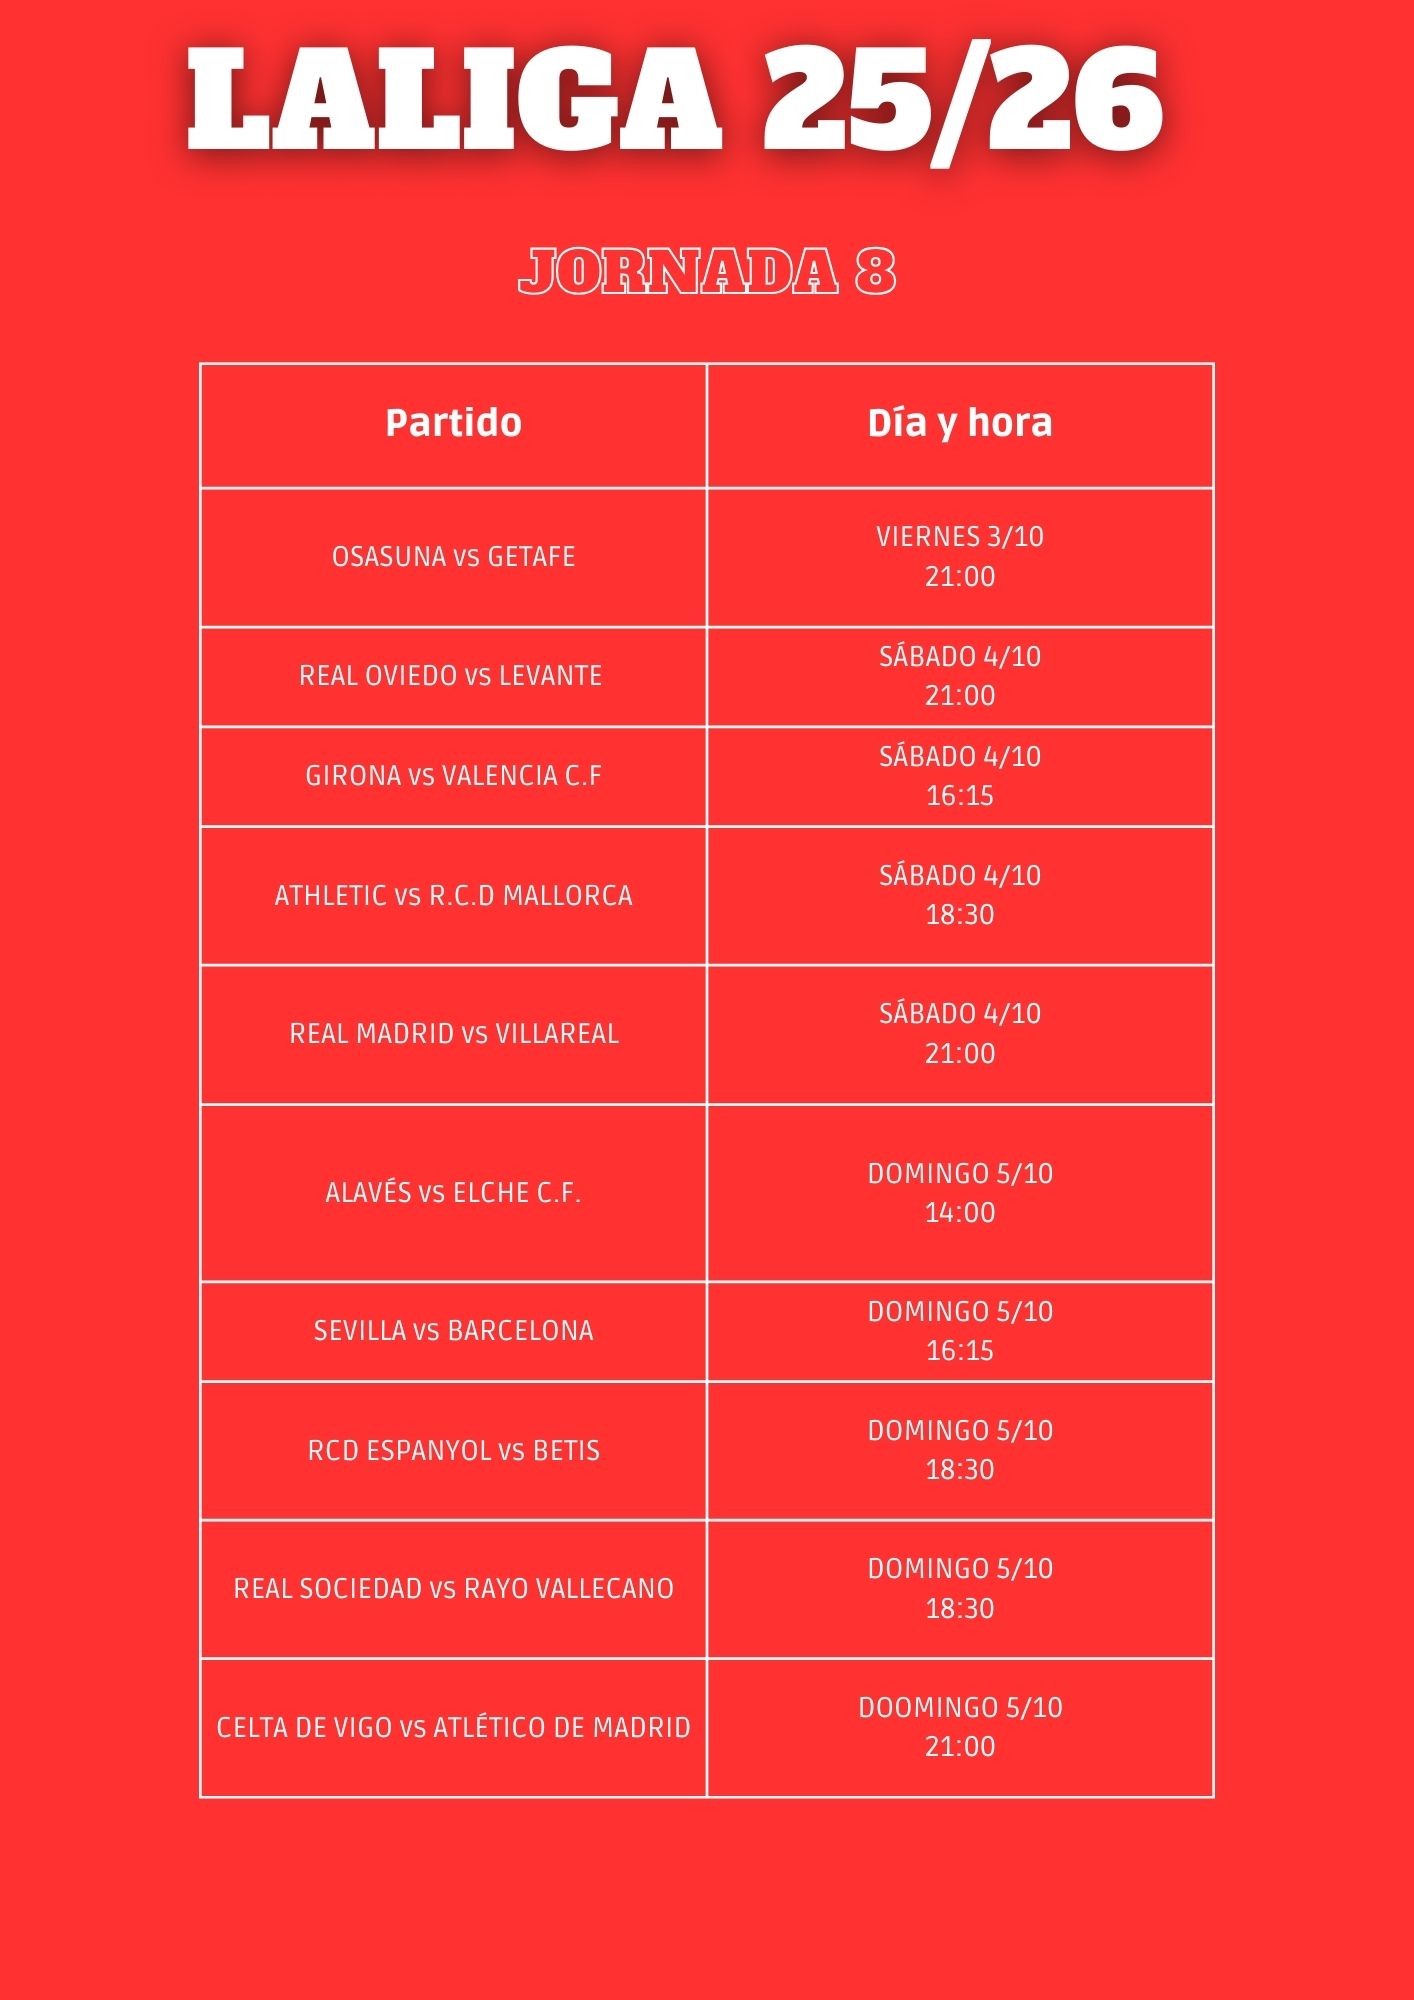 LALIGA 25/26
JORNADA 8
Partido
Día y hora
OSASUNA vs GETAFE
VIERNES 3/10
21:00
REAL OVIEDO vs LEVANTE
SÁBADO 4/10
21:00
GIRONA vs VALENCIA C.F
SÁBADO 4/10
16:15
ATHLETIC vs R.C.D MALLORCA
SÁBADO 4/10
18:30
REAL MADRID vs VILLAREAL
SÁBADO 4/10
21:00
ALAVÉS vs ELCHE C.F.
DOMINGO 5/10
14:00
SEVILLA vs BARCELONA
DOMINGO 5/10
16:15
RCD ESPANYOL vs BETIS
DOMINGO 5/10
18:30
REAL SOCIEDAD vs RAYO VALLECANO
DOMINGO 5/10
18:30
CELTA DE VIGO vs ATLÉTICO DE MADRID
DOOMINGO 5/10
21:00